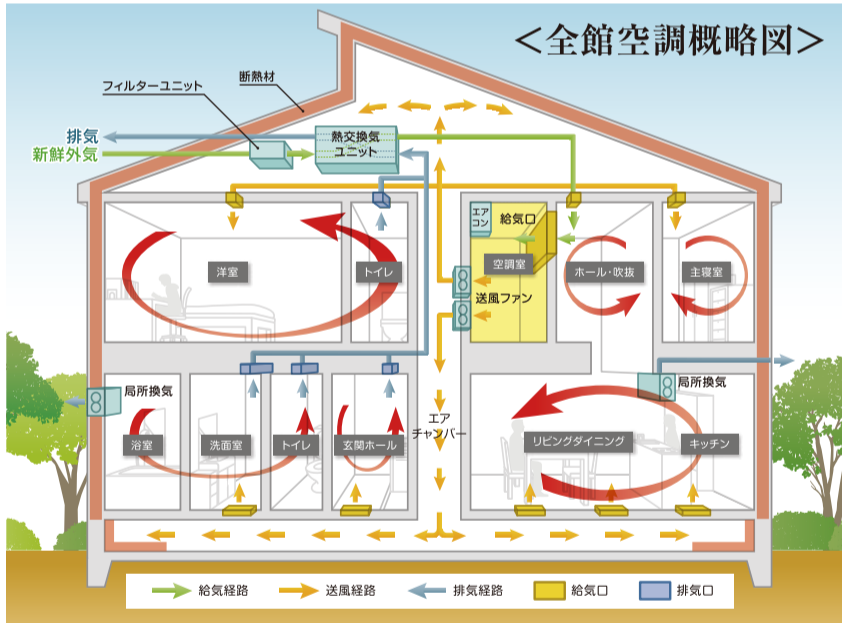 ＜全館空調概略図＞
断熱材
フィルターユニット
排気
新鮮外気
熱交換気
ユニット
エア
コン
給気口
洋室
トイレ
空調室
ホール・吹抜
主寝室
送風ファン
局所換気
局所換気
エア
チャンバー
浴室
洗面室
トイレ
玄関ホール
リビングダイニング
キッチン
給気経路
送風経路
排気経路
給気口
排気口